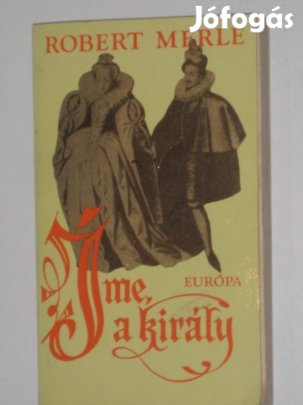 Jófogás
ROBERT MERLE
EURÓPA
Íme,
a király